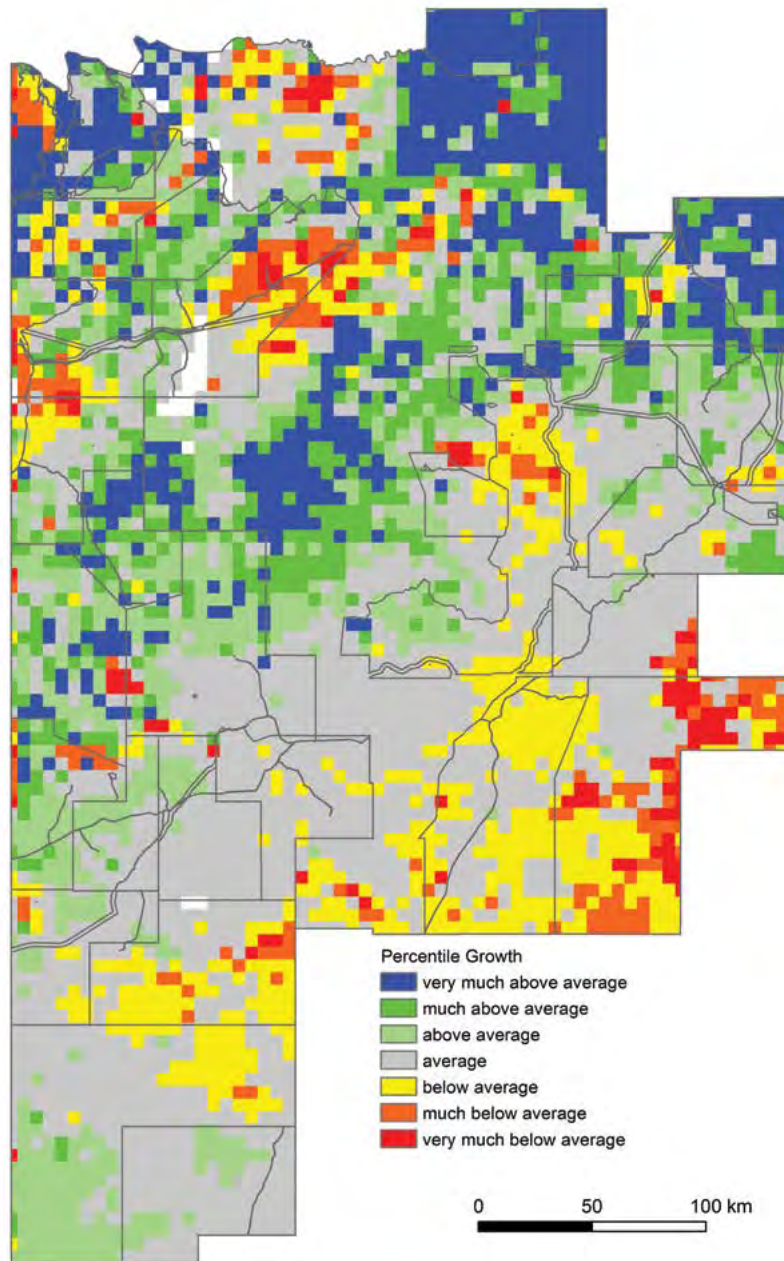 Percentile Growth
very much above average
much above average
above average
average
below average
much below average
very much below average
0 50 100 km